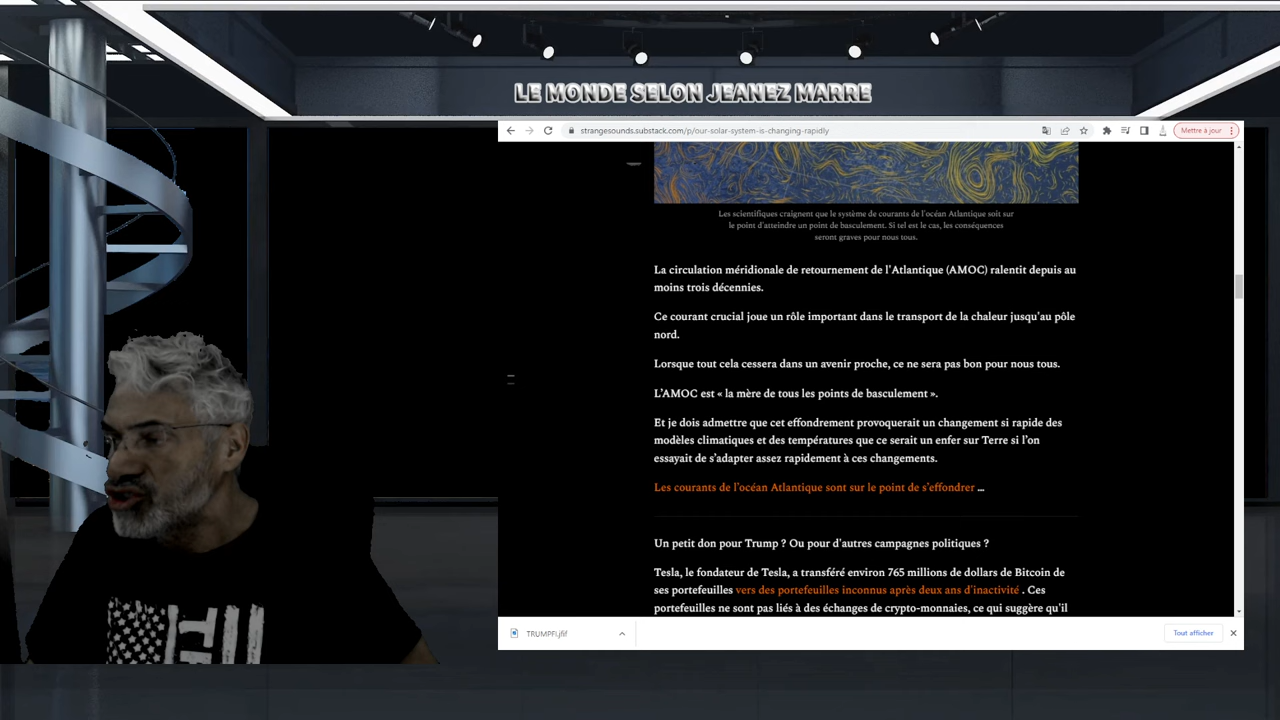 LE MONDE SELON JEANEZ MARRE
strangesounds.substack.com/p/our-solar-system-is-changing-rapidly
Mettre à jour
Les scientifiques craignent que le système de courants de l'océan Atlantique soit sur
le point d'atteindre un point de basculement. Si tel est le cas, les conséquences
seront graves pour nous tous.
La circulation méridionale de retournement de l'Atlantique (AMOC) ralentit depuis au
moins trois décennies.
Ce courant crucial joue un rôle important dans le transport de la chaleur jusqu'au pôle
nord.
Lorsque tout cela cessera dans un avenir proche, ce ne sera pas bon pour nous tous.
L'AMOC est « la mère de tous les points de basculement ».
Et je dois admettre que cet effondrement provoquerait un changement si rapide des
modèles climatiques et des températures que ce serait un enfer sur Terre si l'on
essayait de s'adapter assez rapidement à ces changements.
Les courants de l'océan Atlantique sont sur le point de s'effondrer ...
Un petit don pour Trump ? Ou pour d'autres campagnes politiques ?
Tesla, le fondateur de Tesla, a transféré environ 765 millions de dollars de Bitcoin de
ses portefeuilles vers des portefeuilles inconnus après deux ans d'inactivité . Ces
portefeuilles ne sont pas liés à des échanges de crypto-monnaies, ce qui suggère qu'il
TRUMPFI.jfif
Tout afficher